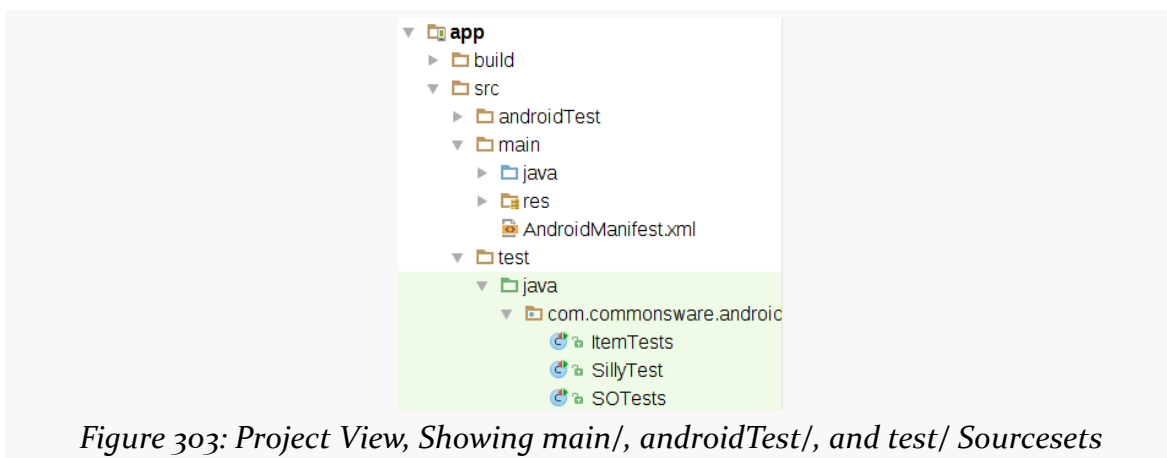 app
build
src
androidTest
main
java
res
AndroidManifest.xml
test
java
com.commonsware.android
ItemTests
SillyTest
SOTests
Figure 303: Project View, Showing main/, androidTest/, and test/ Sourcesets